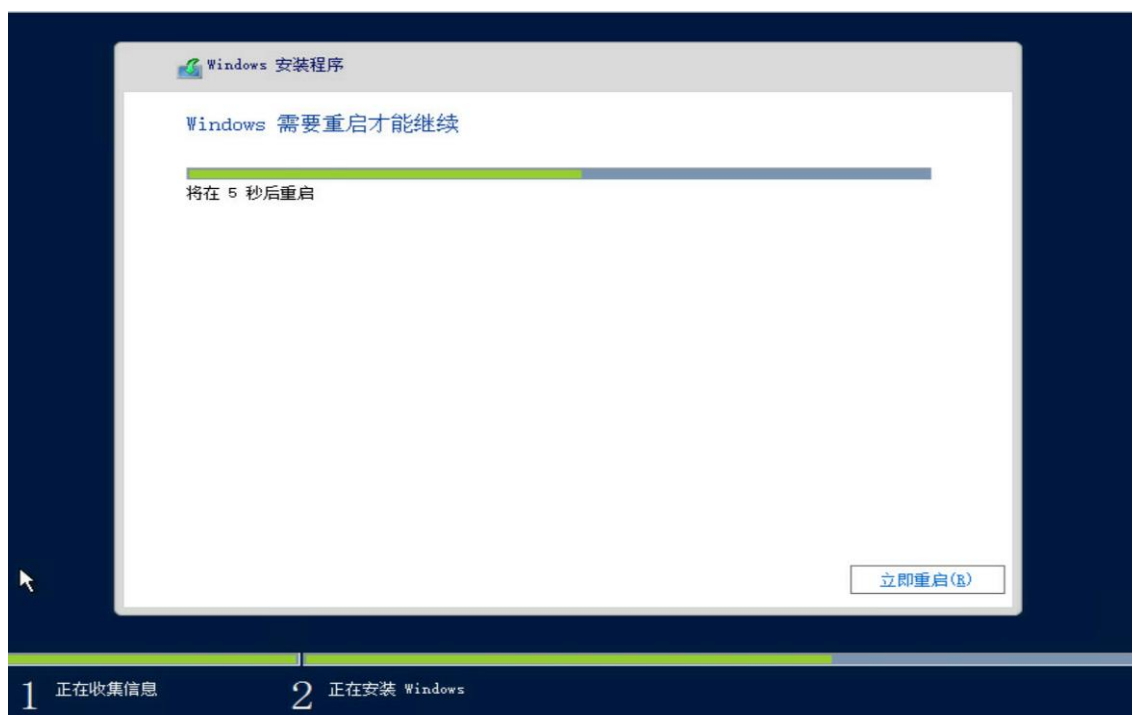 Windows 安装程序
Windows 需要重启才能继续
将在 5 秒后重启
立即重启(R)
1 正在收集信息
2 正在安装 Windows